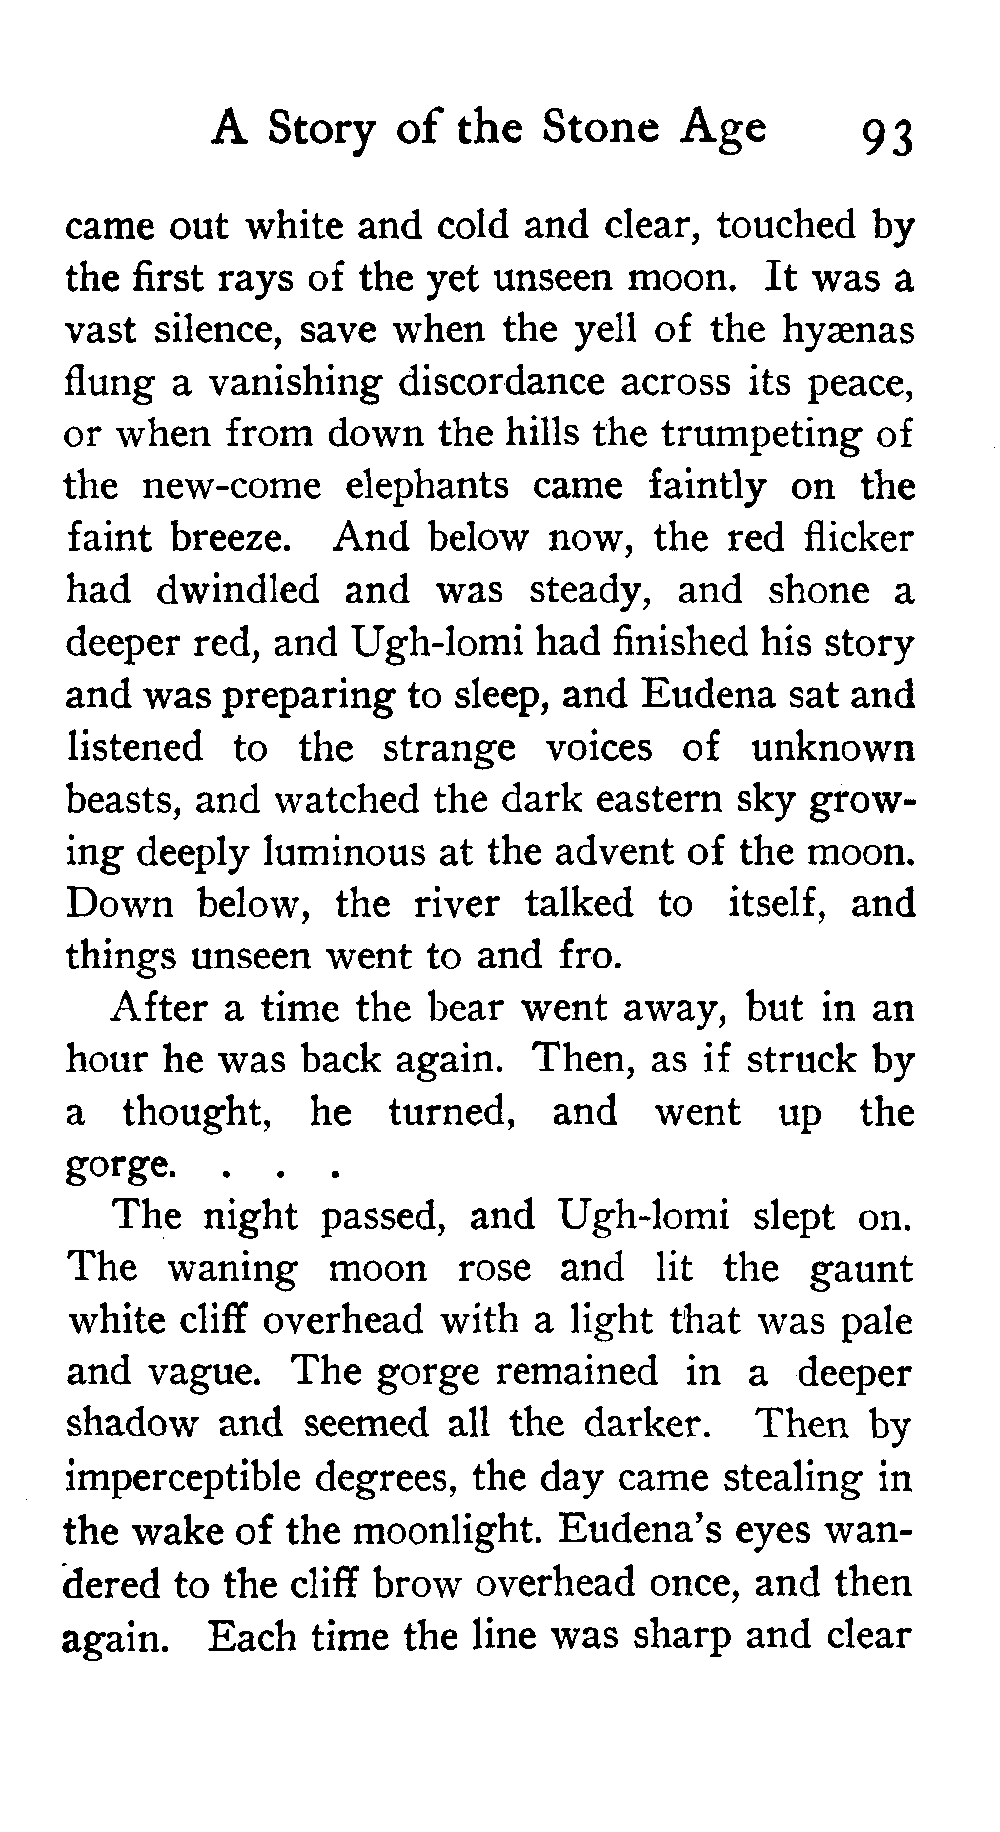 A Story of the Stone Age 93
came out white and cold and clear, touched by
the first rays of the yet unseen moon. It was a
vast silence, save when the yell of the hyænas
flung a vanishing discordance across its peace,
or when from down the hills the trumpeting of
the new-come elephants came faintly on the
faint breeze. And below now, the red flicker
had dwindled and was steady, and shone a
deeper red, and Ugh-lomi had finished his story
and was preparing to sleep, and Eudena sat and
listened to the strange voices of unknown
beasts, and watched the dark eastern sky grow-
ing deeply luminous at the advent of the moon.
Down below, the river talked to itself, and
things unseen went to and fro.
After a time the bear went away, but in an
hour he was back again. Then, as if struck by
a thought, he turned, and went up the
gorge. . . .
The night passed, and Ugh-lomi slept on.
The waning moon rose and lit the gaunt
white cliff overhead with a light that was pale
and vague. The gorge remained in a deeper
shadow and seemed all the darker. Then by
imperceptible degrees, the day came stealing in
the wake of the moonlight. Eudena's eyes wan-
dered to the cliff brow overhead once, and then
again. Each time the line was sharp and clear